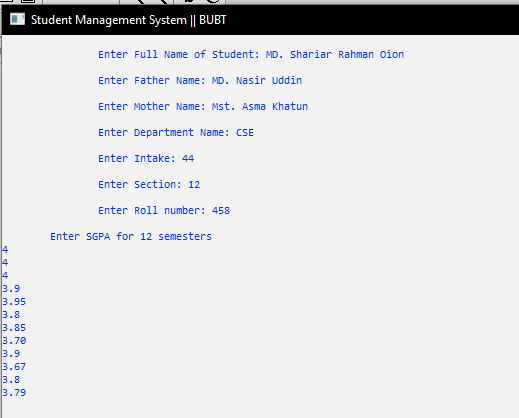 Student Management System || BUBT
Enter Full Name of Student: MD. Shariar Rahman Oion
Enter Father Name: MD. Nasir Uddin
Enter Mother Name: Mst. Asma Khatun
Enter Department Name: CSE
Enter Intake: 44
Enter Section: 12
Enter Roll number: 458
Enter SGPA for 12 semesters
4
4
4
3.9
3.95
3.8
3.85
3.70
3.9
3.67
3.8
3.79